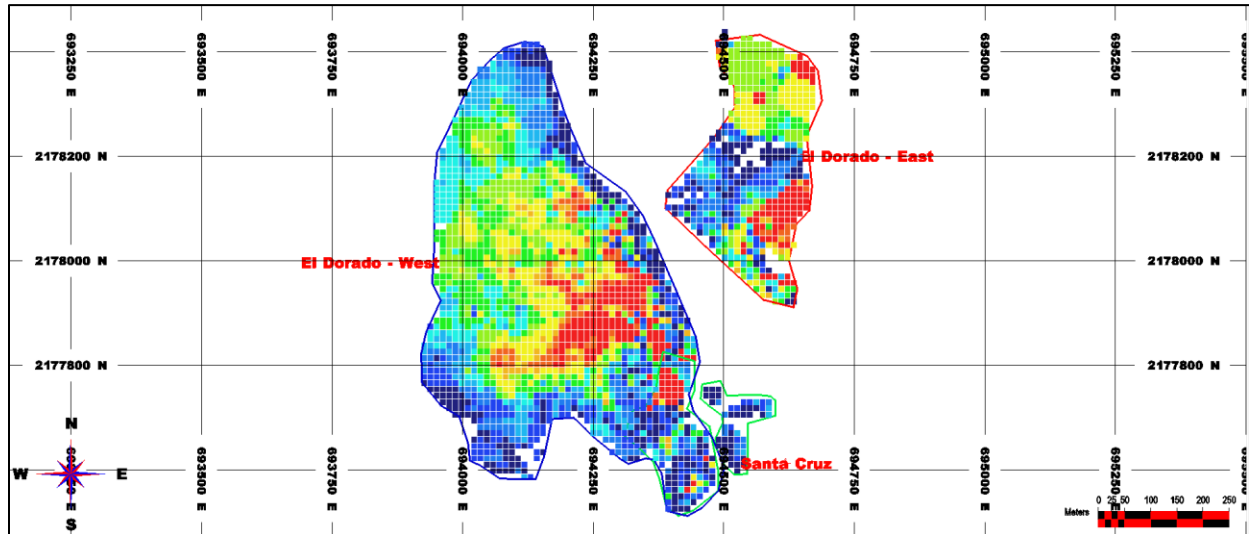 693250 E
693500 E
693750 E
694000 E
694250 E
694500 E
694750 E
695000 E
695250 E
2178200 N
2178200 N
El Dorado - East
2178000 N
2178000 N
El Dorado - West
2177800 N
2177800 N
N
W
E
S
Santa Cruz
693500 E
693750 E
694000 E
694250 E
694750 E
695000 E
695250 E
Meters
0 25 50 100 150 200 250